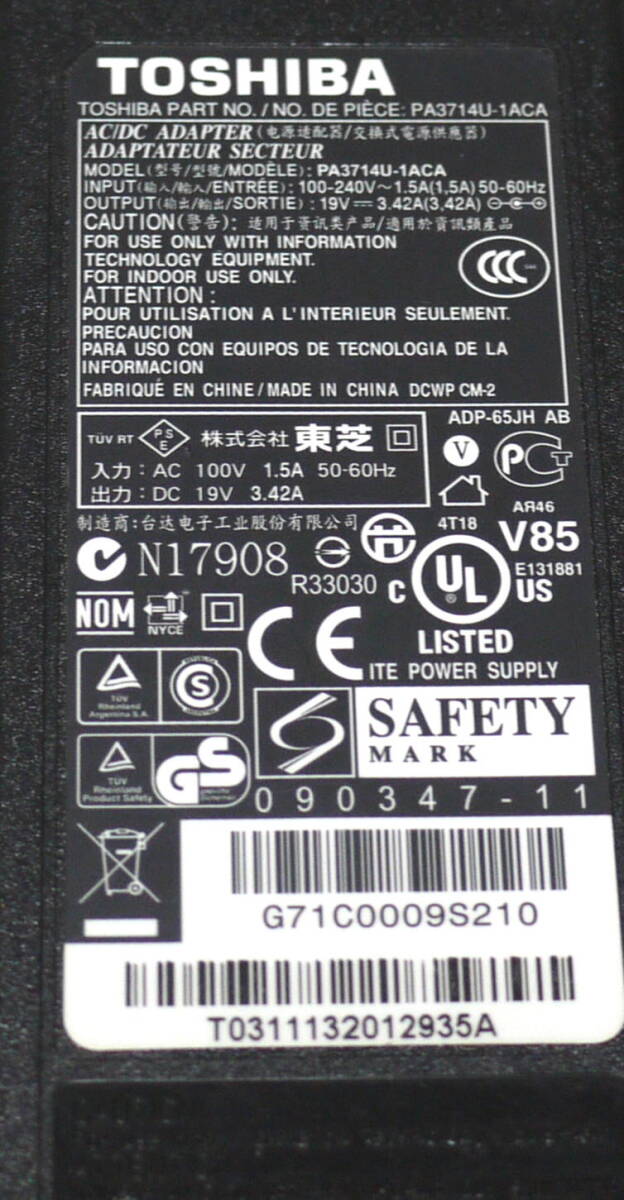 TOSHIBA
TOSHIBA PART NO. / NO. DE PIÈCE: PA3714U-1ACA
AC/DC ADAPTER (电源适配器/交換式電源供應器)
ADAPTATEUR SECTEUR
MODEL (型号/型號/MODÈLE) : PA3714U-1ACA
INPUT (输入/輸入/ENTRÉE) : 100-240V～1.5A(1,5A) 50-60Hz
OUTPUT (输出/輸出/SORTIE) : 19V⎓3.42A(3,42A)
CAUTION (警告): 适用于资讯类产品/適用於資訊類產品
FOR USE ONLY WITH INFORMATION
TECHNOLOGY EQUIPMENT.
FOR INDOOR USE ONLY.
CCC
ATTENTION :
POUR UTILISATION A L'INTERIEUR SEULEMENT.
PRECAUCION
PARA USO CON EQUIPOS DE TECNOLOGIA DE LA
INFORMACION
FABRIQUÉ EN CHINE / MADE IN CHINA DCWP CM-2
ADP-65JH AB
TÜV RT PSE 株式会社 東芝
入力 : AC 100V 1.5A 50-60Hz
出力 : DC 19V 3.42A
V
PCT
AR46
制造商:台达电子工业股份有限公司
4T18
V85
N17908
R33030
C UL US
®
E131881
LISTED
ITE POWER SUPPLY
NOM
NYCE
CE
TÜV
Rheinland
Argentina S.A.
S
SAFETY
MARK
TÜV
Rheinland
Product Safety
GS
geprüfte
Sicherheit
090347-11
G71C0009S210
T0311132012935A